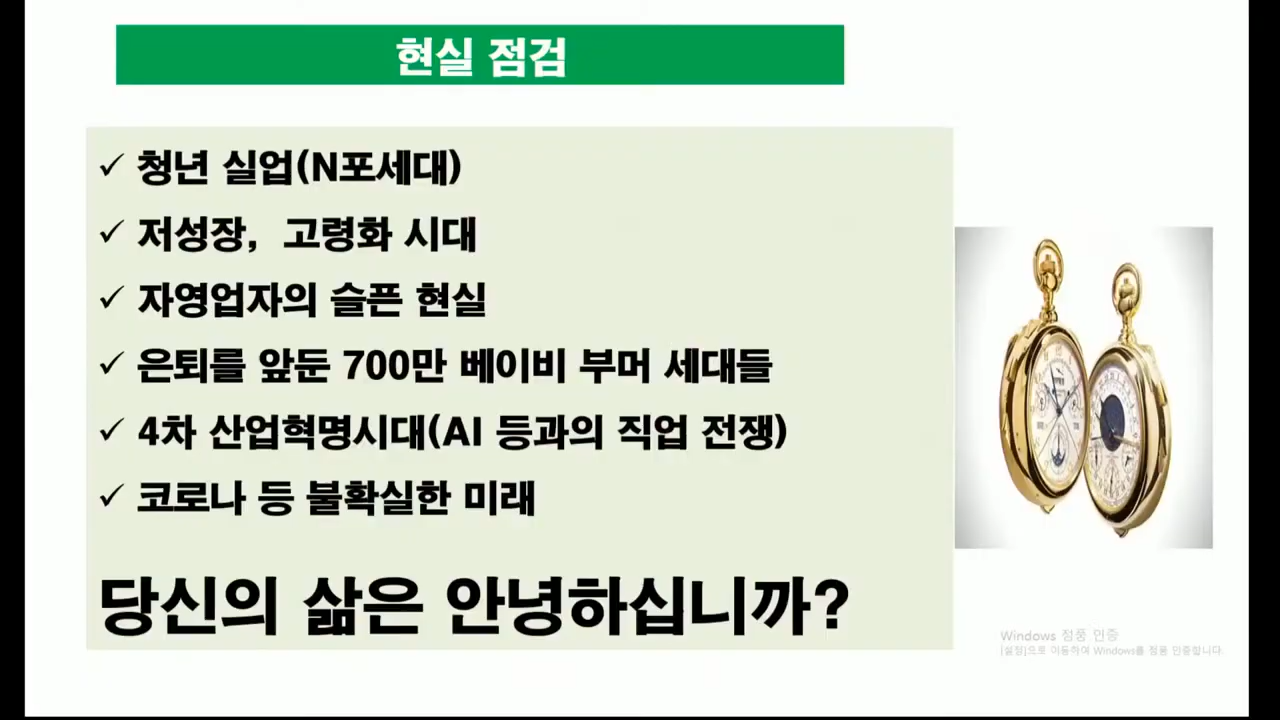 현실 점검
✓ 청년 실업(N포세대)
✓ 저성장, 고령화 시대
✓ 자영업자의 슬픈 현실
✓ 은퇴를 앞둔 700만 베이비 부머 세대들
✓ 4차 산업혁명시대(AI 등과의 직업 전쟁)
✓ 코로나 등 불확실한 미래
당신의 삶은 안녕하십니까?
Windows 정품 인증
[설정]으로 이동하여 Windows를 정품 인증합니다.